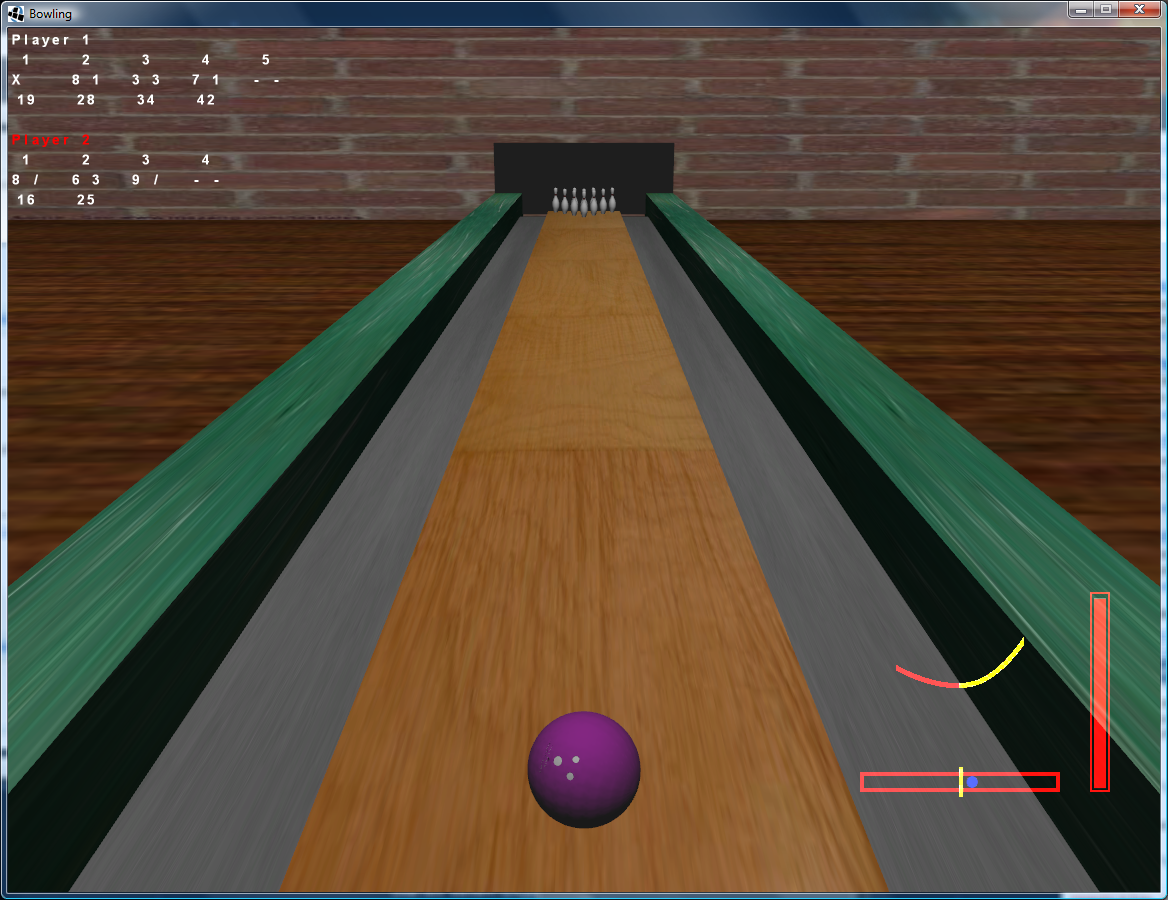 Bowling
Player 1
1 2 3 4 5
X 8 1 3 3 7 1 - -
19 28 34 42
Player 2
1 2 3 4
8 / 6 3 9 / - -
16 25